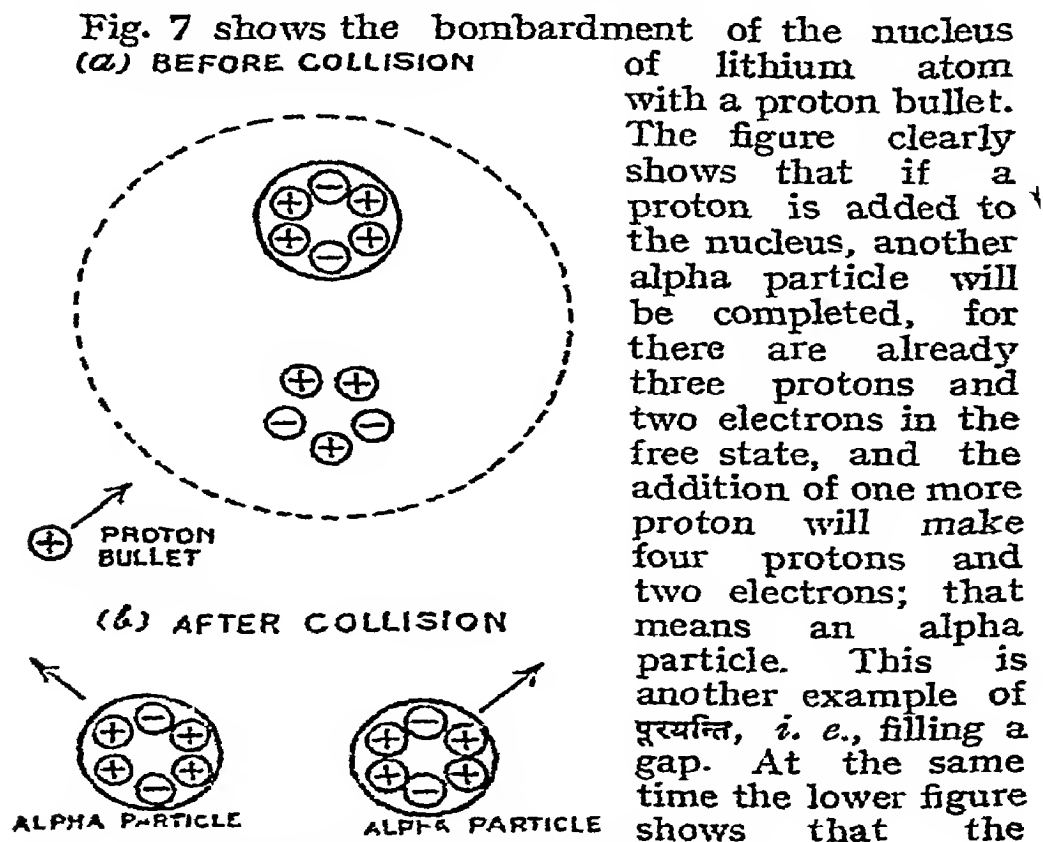 Fig. 7 shows the bombardment of the nucleus
(a) BEFORE COLLISION
of lithium atom
with a proton bullet.
The figure clearly
shows that if a
proton is added to
the nucleus, another
alpha particle will
be completed, for
there are already
three protons and
two electrons in the
free state, and the
addition of one more
proton will make
four protons and
two electrons; that
means an alpha
particle. This is
another example of
पूरयन्ति, i. e., filling a
gap. At the same
time the lower figure
shows that the
PROTON
BULLET
(b) AFTER COLLISION
ALPHA PARTICLE
ALPHA PARTICLE